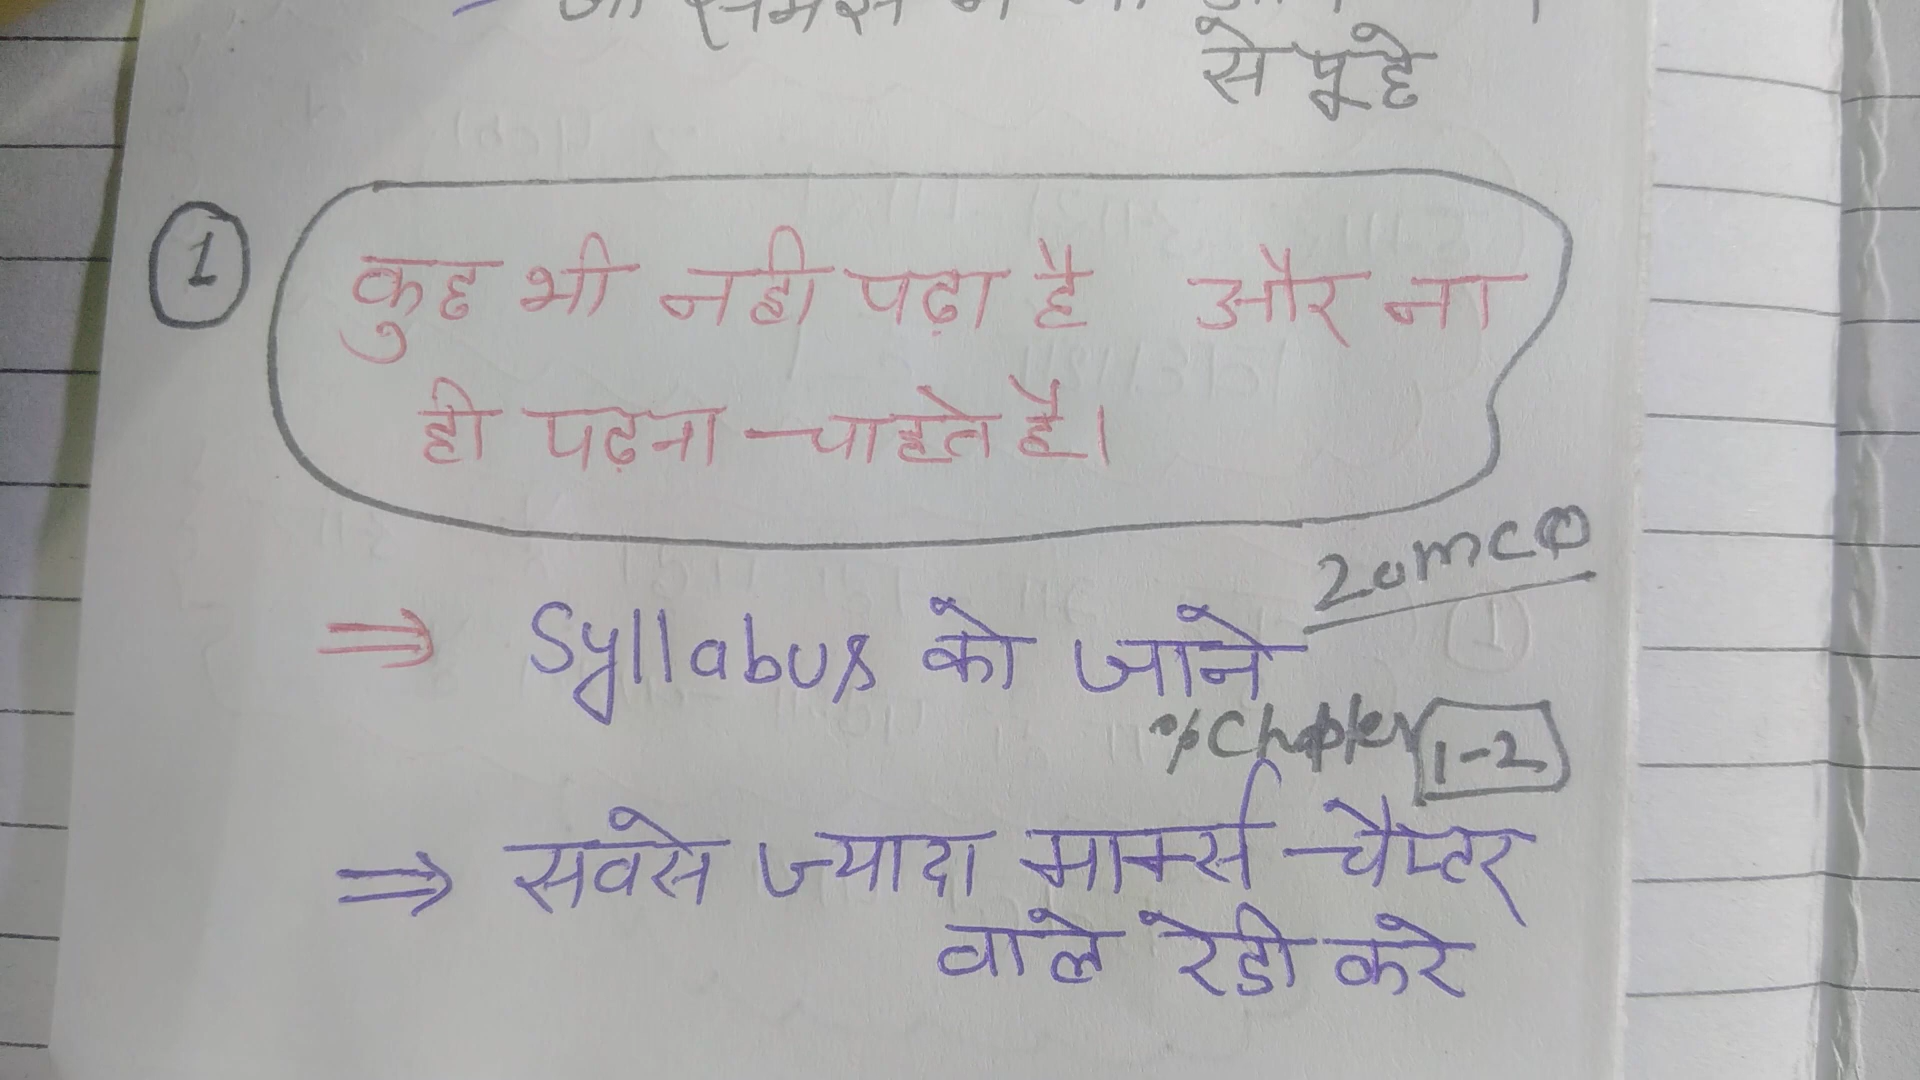 से पूछे
1
कुछ भी नही पढ़ा है और ना
ही पढ़ना चाहते है।
20 mcq
⇒ Syllabus को जाने
Chapter 1-2
⇒ सबसे ज्यादा मार्क्स चैप्टर
वाले रेडी करे